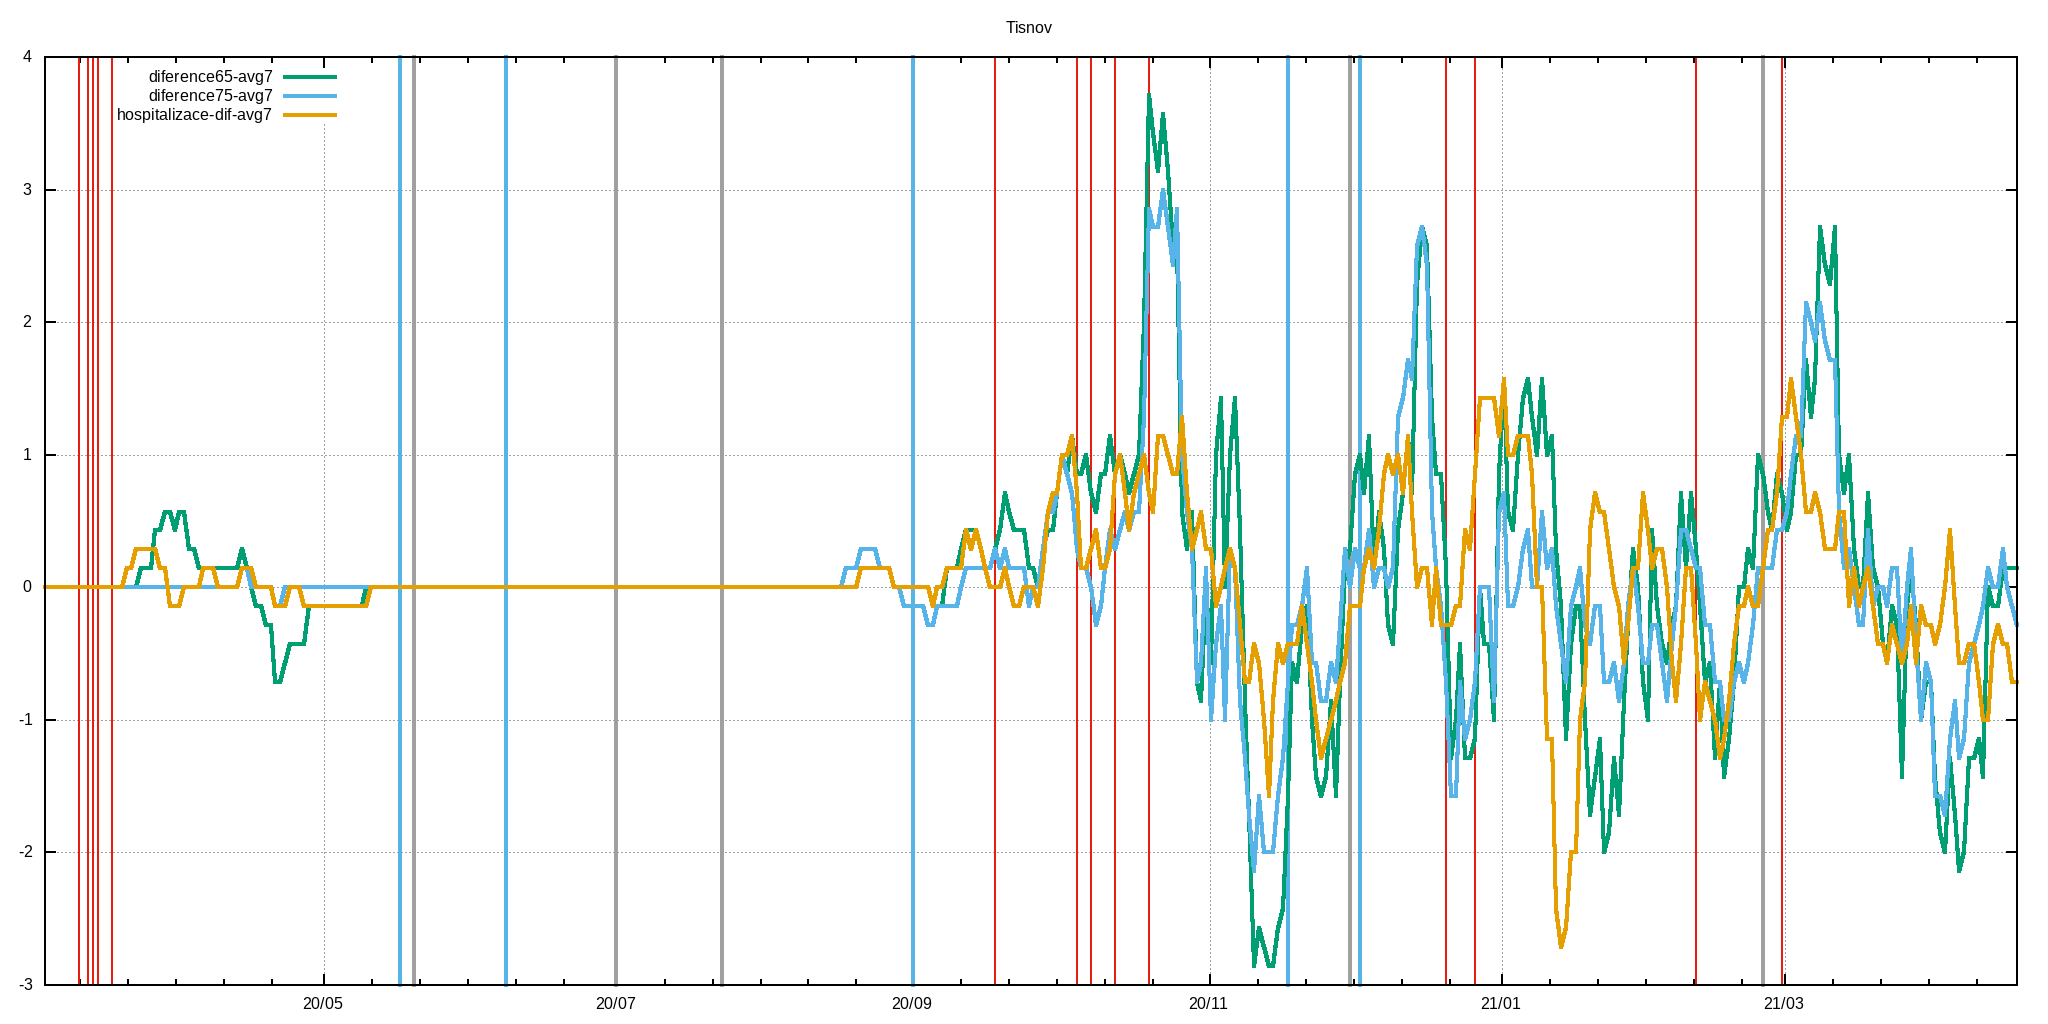 Tisnov
4
diference65-avg7
diference75-avg7
hospitalizace-dif-avg7
3
2
1
0
-1
-2
-3
20/05 20/07 20/09 20/11 21/01 21/03